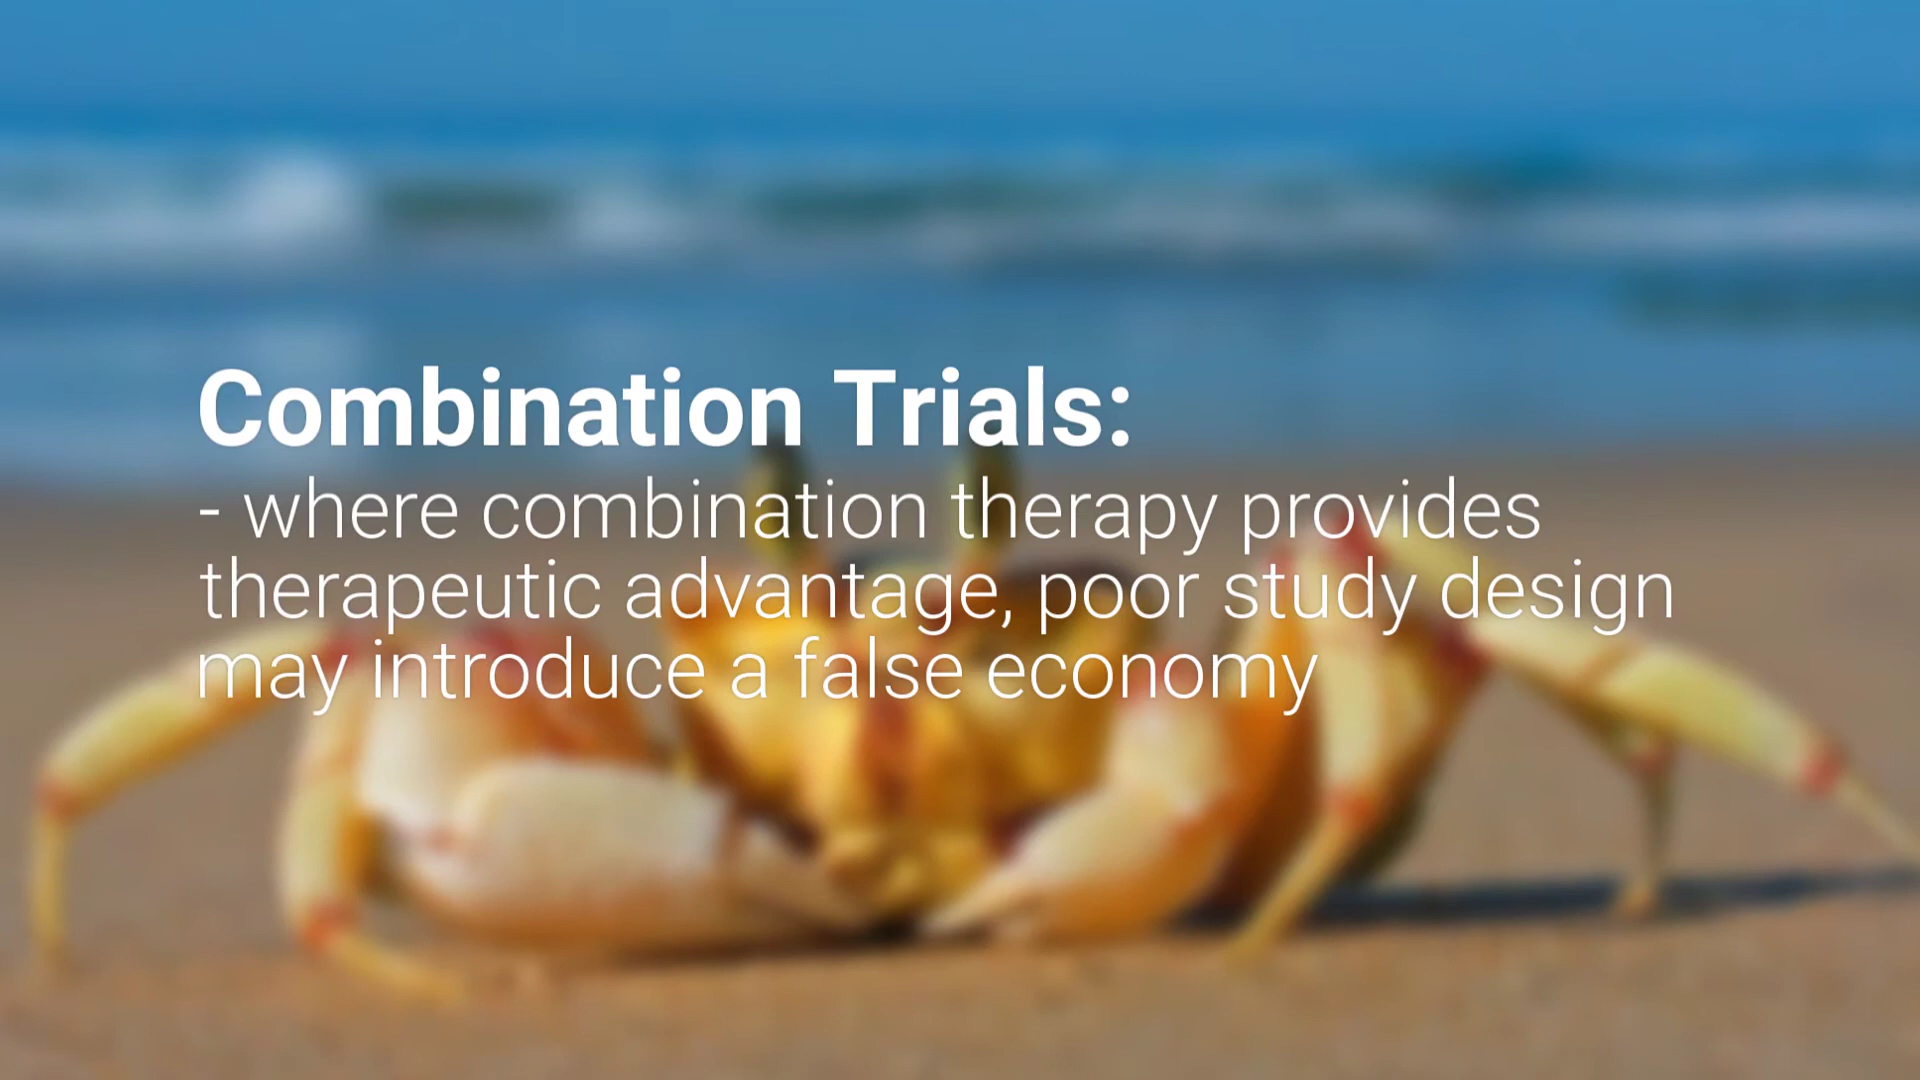 Combination Trials:
- where combination therapy provides
therapeutic advantage, poor study design
may introduce a false economy